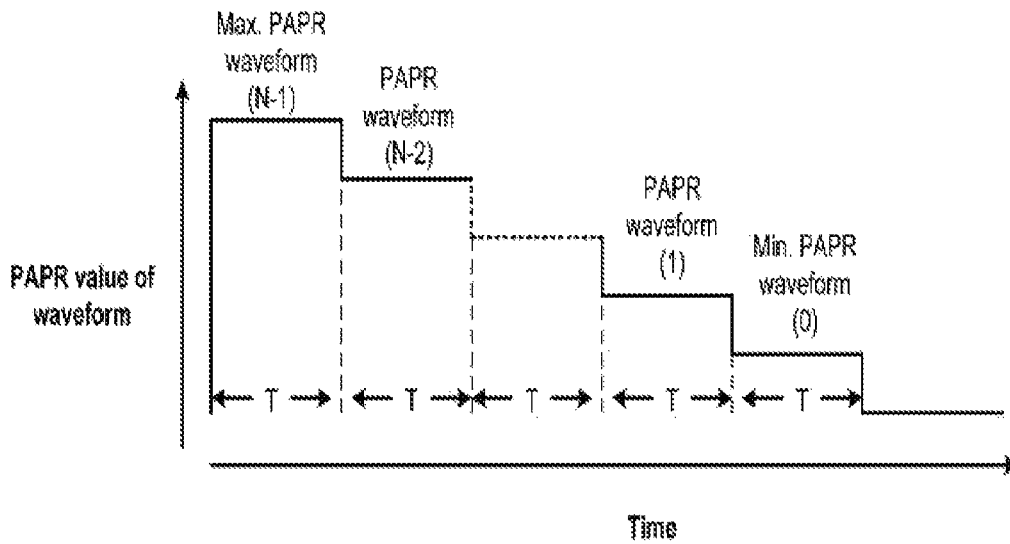 Max. PAPR
waveform
(N-1)
PAPR
waveform
(N-2)
PAPR
waveform
(1)
Min. PAPR
waveform
(0)
PAPR value of
waveform
T
T
T
T
T
Time